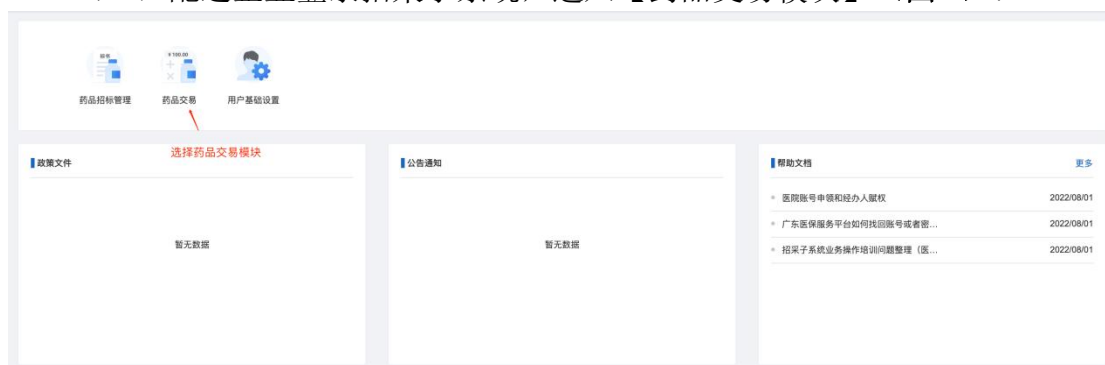 药品招标管理
药品交易
用户基础设置
选择药品交易模块
政策文件
暂无数据
公告通知
暂无数据
帮助文档
更多
医院账号申领和经办人赋权 2022/08/01
广东医保服务平台如何找回账号或者密... 2022/08/01
招采子系统业务操作培训问题整理（医... 2022/08/01